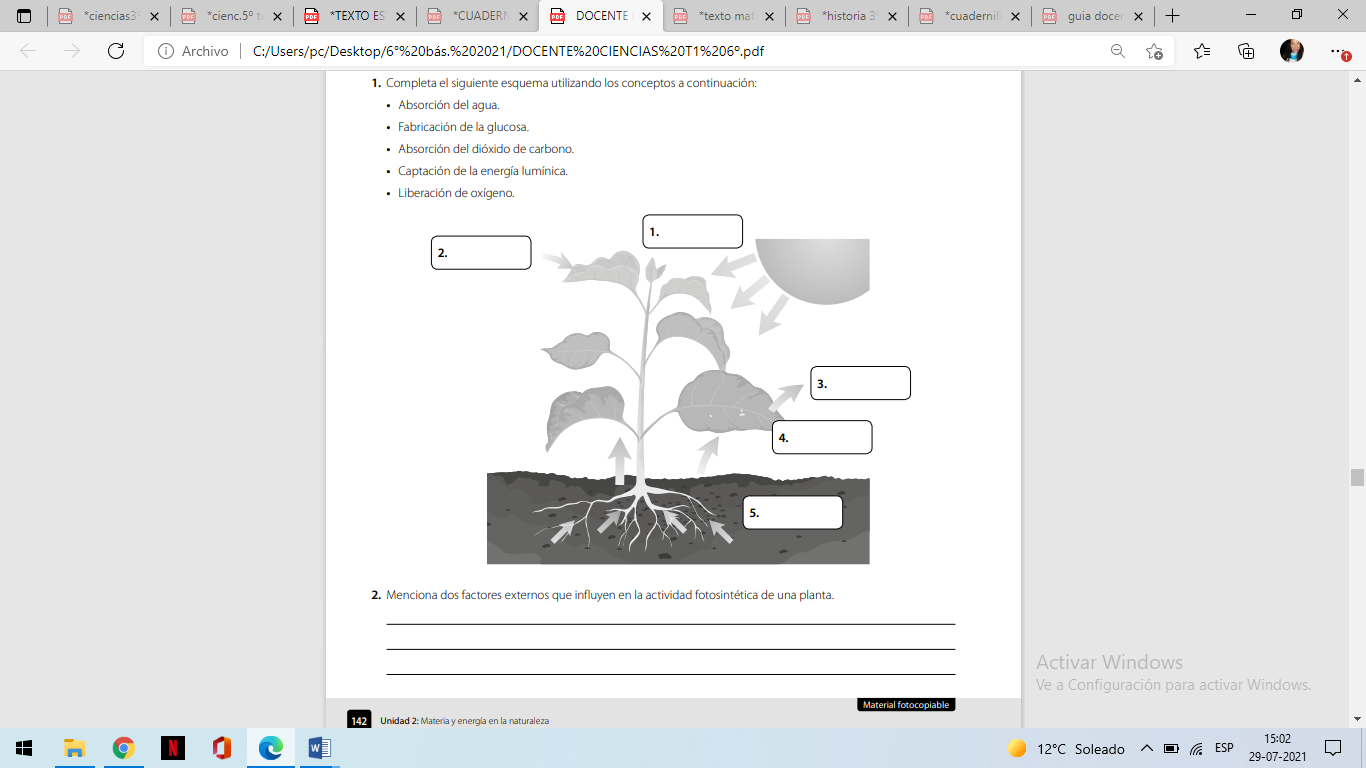 *ciencias3º
*cienc.5º t
*TEXTO ES
*CUADERN
DOCENTE
*texto mat
*historia 3º
*cuadernill
guia docen
Archivo
C:/Users/pc/Desktop/6°%20bás.%202021/DOCENTE%20CIENCIAS%20T1%206º.pdf
1. Completa el siguiente esquema utilizando los conceptos a continuación:
• Absorción del agua.
• Fabricación de la glucosa.
• Absorción del dióxido de carbono.
• Captación de la energía lumínica.
• Liberación de oxígeno.
1.
2.
3.
4.
5.
2. Menciona dos factores externos que influyen en la actividad fotosintética de una planta.
Activar Windows
Ve a Configuración para activar Windows.
Material fotocopiable
142 Unidad 2: Materia y energía en la naturaleza
12°C Soleado
ESP
15:02
29-07-2021